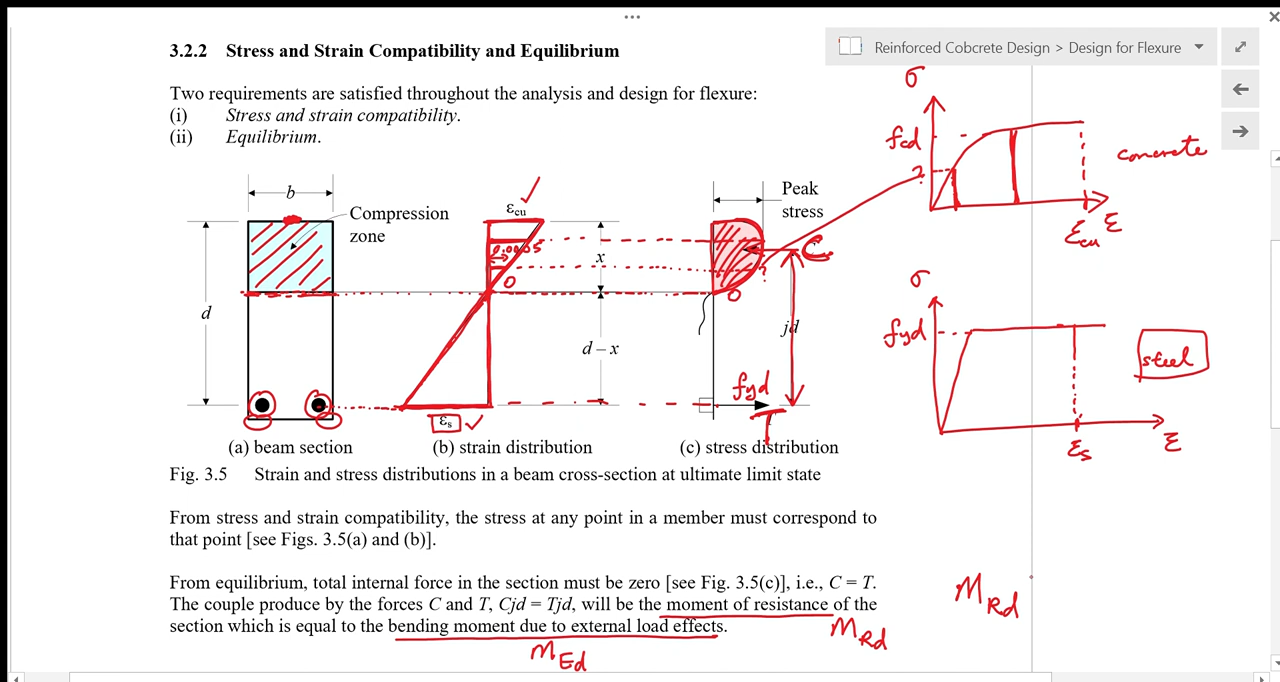 3.2.2 Stress and Strain Compatibility and Equilibrium
Reinforced Cobcrete Design > Design for Flexure
Two requirements are satisfied throughout the analysis and design for flexure:
(i) Stress and strain compatibility.
(ii) Equilibrium.
σ
fcd
?
concrete
εcu ε
b
Compression
zone
d
εcu
0.0005
0
x
d – x
εs
Peak
stress
C
?
0
jd
fyd
T
σ
fyd
steel
εs
ε
(a) beam section
(b) strain distribution
(c) stress distribution
Fig. 3.5 Strain and stress distributions in a beam cross-section at ultimate limit state
From stress and strain compatibility, the stress at any point in a member must correspond to
that point [see Figs. 3.5(a) and (b)].
From equilibrium, total internal force in the section must be zero [see Fig. 3.5(c)], i.e., C = T.
The couple produce by the forces C and T, Cjd = Tjd, will be the moment of resistance of the
section which is equal to the bending moment due to external load effects.
MRd
MEd
MRd